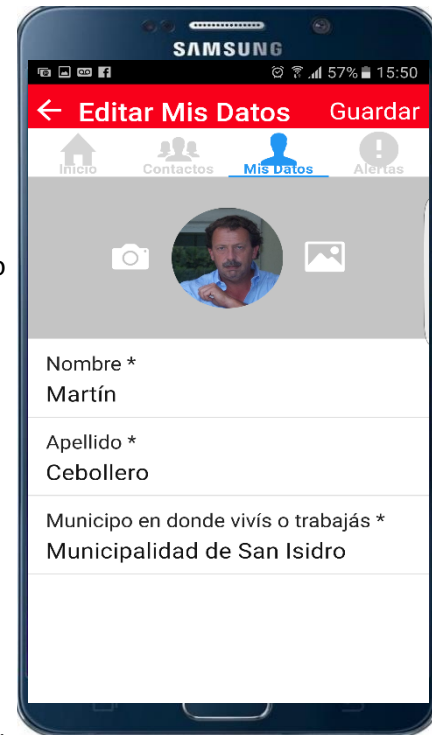 SAMSUNG
57% 15:50
Editar Mis Datos Guardar
Inicio Contactos Mis Datos Alertas
Nombre *
Martín
Apellido *
Cebollero
Municipo en donde vivís o trabajás *
Municipalidad de San Isidro